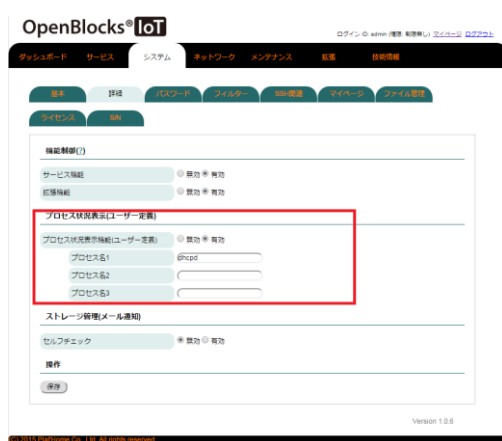 OpenBlocks® IoT
ログイン ID: admin (権限: 制限無し) マイページ ログアウト
ダッシュボード サービス システム ネットワーク メンテナンス 拡張 技術情報
基本 詳細 パスワード フィルター SSH関連 マイページ ファイル管理
ライセンス S/N
機能制御(?)
サービス機能 無効 有効
拡張機能 無効 有効
プロセス状況表示(ユーザー定義)
プロセス状況表示機能(ユーザー定義) 無効 有効
プロセス名1 dhcpd
プロセス名2
プロセス名3
ストレージ管理(メール通知)
セルフチェック 無効 有効
操作
保存
Version 1.0.6
(C) 2015 PlatHome Co., Ltd. All rights reserved.